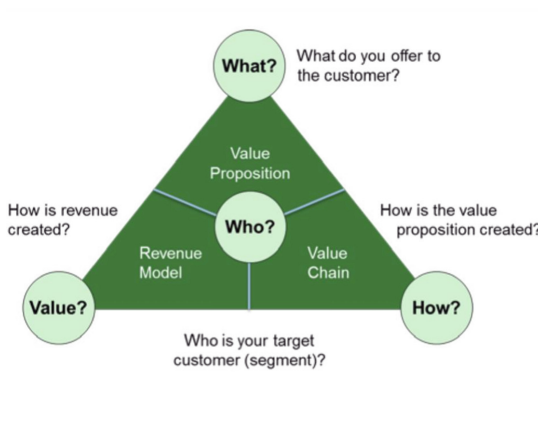 What?
What do you offer to
the customer?
Value
Proposition
How is revenue
created?
Who?
How is the value
proposition created?
Revenue
Model
Value
Chain
Value?
How?
Who is your target
customer (segment)?